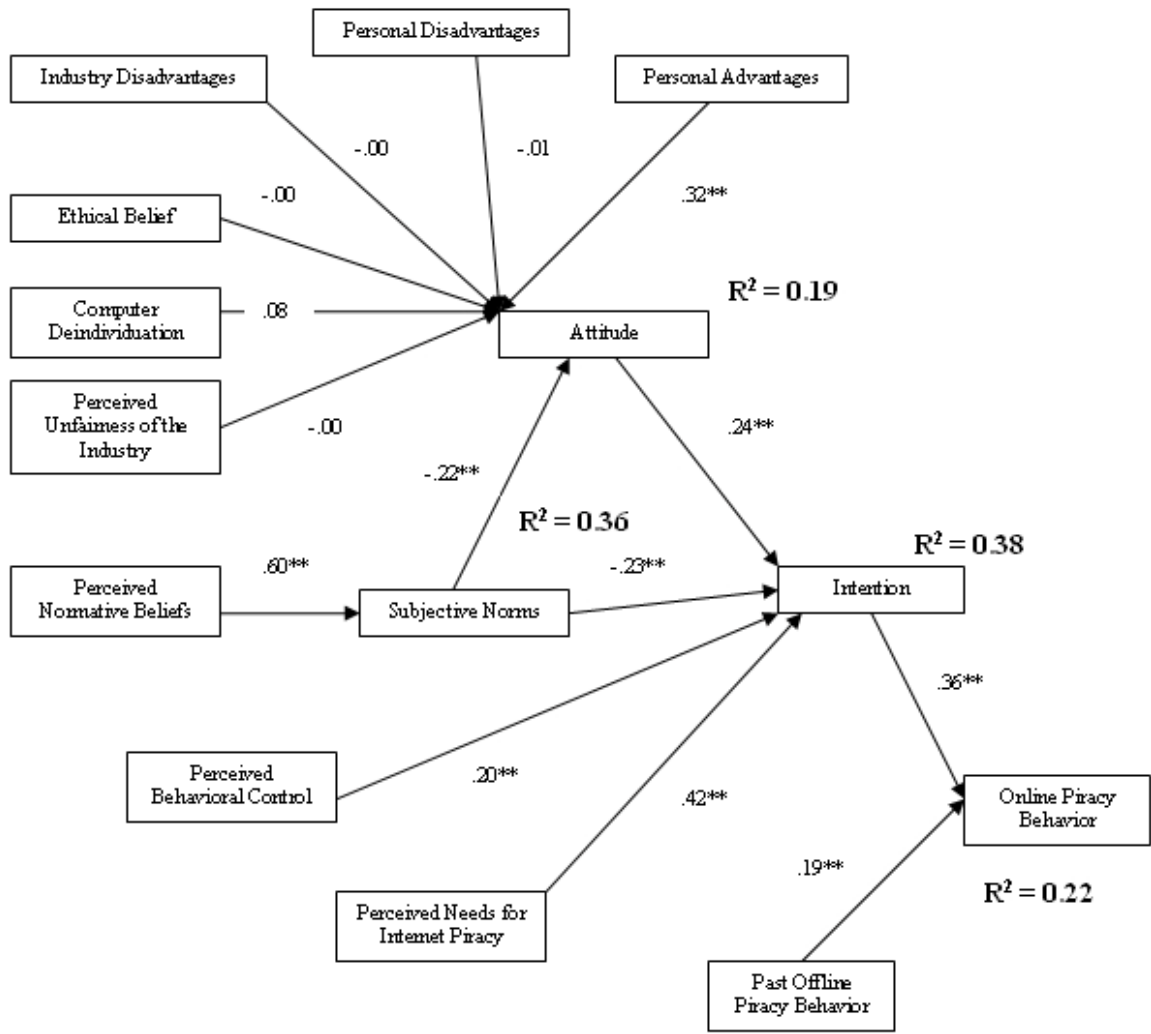 Personal Disadvantages
Industry Disadvantages
Personal Advantages
-.00
-.01
-.00
.32**
Ethical Belief
R² = 0.19
Computer
Deindividuation
.08
Attitude
Perceived
Unfairness of the
Industry
-.00
.24**
-.22**
R² = 0.36
R² = 0.38
.60**
-.23**
Perceived
Normative Beliefs
Subjective Norms
Intention
.36**
Perceived
Behavioral Control
.20**
.42**
Online Piracy
Behavior
.19**
R² = 0.22
Perceived Needs for
Internet Piracy
Past Offline
Piracy Behavior